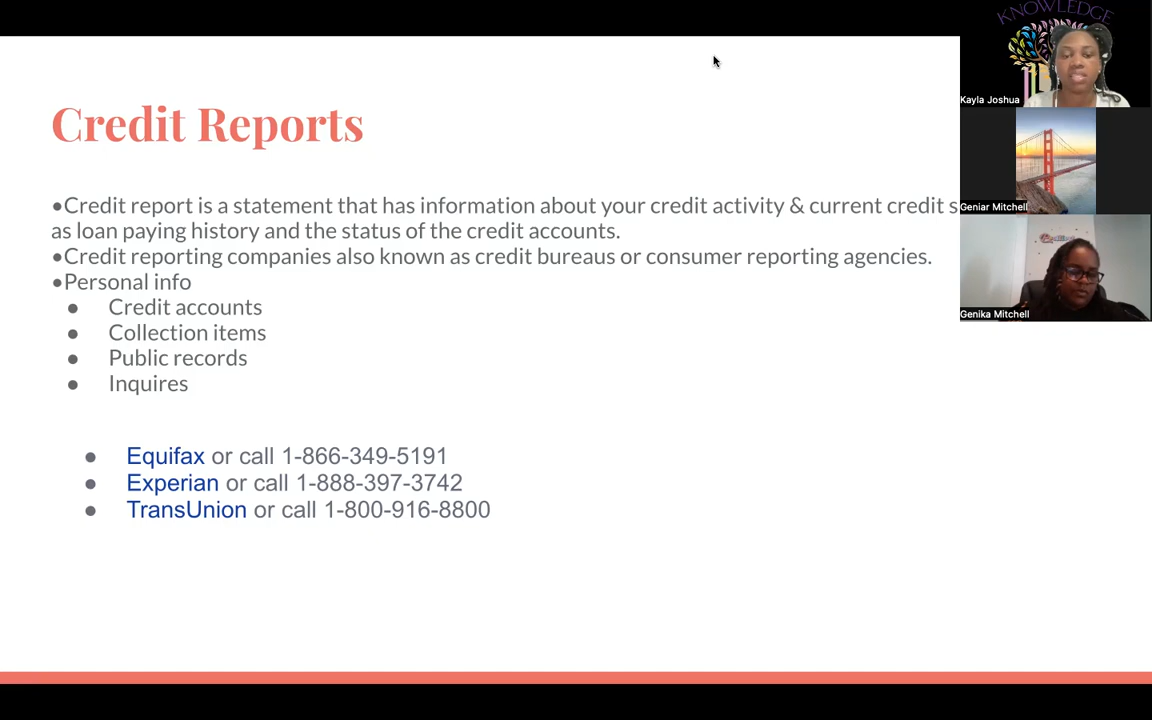 KNOWLEDGE
Kayla Joshua
Credit Reports
•Credit report is a statement that has information about your credit activity & current credit s
Geniar Mitchell
as loan paying history and the status of the credit accounts.
•Credit reporting companies also known as credit bureaus or consumer reporting agencies.
•Personal info
● Credit accounts
● Collection items
Genika Mitchell
● Public records
● Inquires
● Equifax or call 1-866-349-5191
● Experian or call 1-888-397-3742
● TransUnion or call 1-800-916-8800